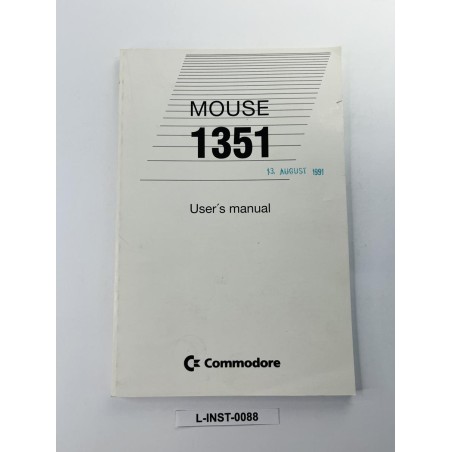 MOUSE
1351
13. AUGUST 1991
User´s manual
Commodore
L-INST-0088